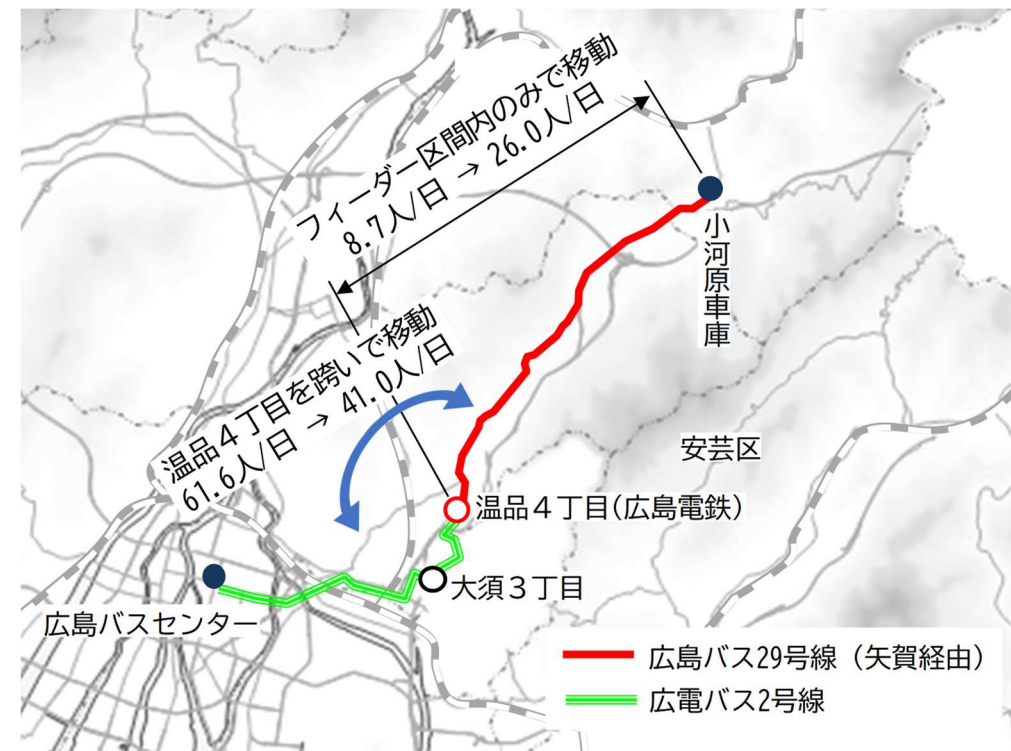 フィーダー区間内のみで移動
8.7人/日 → 26.0人/日
小河原車庫
温品４丁目を跨いで移動
61.6人/日 → 41.0人/日
安芸区
温品４丁目(広島電鉄)
大須３丁目
広島バスセンター
広島バス29号線（矢賀経由）
広電バス2号線